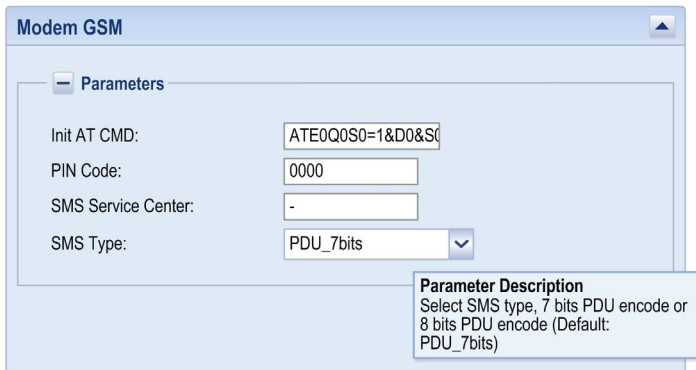 Modem GSM
Parameters
Init AT CMD: ATE0Q0S0=1&D0&S0
PIN Code: 0000
SMS Service Center: -
SMS Type: PDU_7bits
Parameter Description
Select SMS type, 7 bits PDU encode or
8 bits PDU encode (Default:
PDU_7bits)